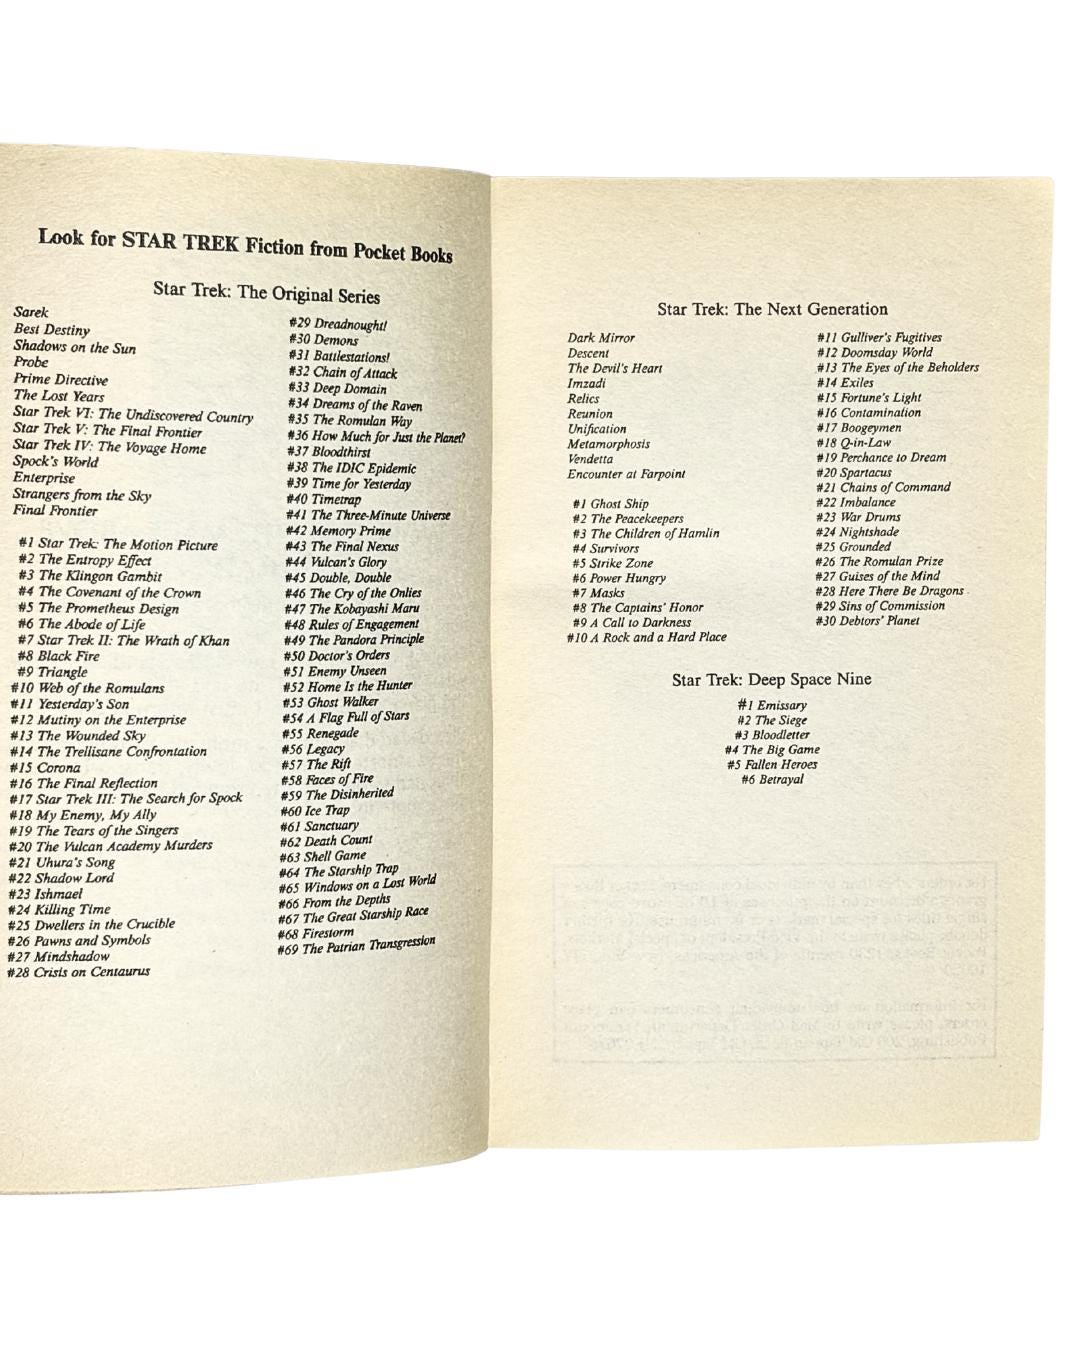 Look for STAR TREK Fiction from Pocket Books
Star Trek: The Original Series
Sarek
Best Destiny
Shadows on the Sun
Probe
Prime Directive
The Lost Years
Star Trek VI: The Undiscovered Country
Star Trek V: The Final Frontier
Star Trek IV: The Voyage Home
Spock's World
Enterprise
Strangers from the Sky
Final Frontier
#1 Star Trek: The Motion Picture
#2 The Entropy Effect
#3 The Klingon Gambit
#4 The Covenant of the Crown
#5 The Prometheus Design
#6 The Abode of Life
#7 Star Trek II: The Wrath of Khan
#8 Black Fire
#9 Triangle
#10 Web of the Romulans
#11 Yesterday's Son
#12 Mutiny on the Enterprise
#13 The Wounded Sky
#14 The Trellisane Confrontation
#15 Corona
#16 The Final Reflection
#17 Star Trek III: The Search for Spock
#18 My Enemy, My Ally
#19 The Tears of the Singers
#20 The Vulcan Academy Murders
#21 Uhura's Song
#22 Shadow Lord
#23 Ishmael
#24 Killing Time
#25 Dwellers in the Crucible
#26 Pawns and Symbols
#27 Mindshadow
#28 Crisis on Centaurus
#29 Dreadnought!
#30 Demons
#31 Battlestations!
#32 Chain of Attack
#33 Deep Domain
#34 Dreams of the Raven
#35 The Romulan Way
#36 How Much for Just the Planet?
#37 Bloodthirst
#38 The IDIC Epidemic
#39 Time for Yesterday
#40 Timetrap
#41 The Three-Minute Universe
#42 Memory Prime
#43 The Final Nexus
#44 Vulcan's Glory
#45 Double, Double
#46 The Cry of the Onlies
#47 The Kobayashi Maru
#48 Rules of Engagement
#49 The Pandora Principle
#50 Doctor's Orders
#51 Enemy Unseen
#52 Home Is the Hunter
#53 Ghost Walker
#54 A Flag Full of Stars
#55 Renegade
#56 Legacy
#57 The Rift
#58 Faces of Fire
#59 The Disinherited
#60 Ice Trap
#61 Sanctuary
#62 Death Count
#63 Shell Game
#64 The Starship Trap
#65 Windows on a Lost World
#66 From the Depths
#67 The Great Starship Race
#68 Firestorm
#69 The Patrian Transgression
Star Trek: The Next Generation
Dark Mirror
Descent
The Devil's Heart
Imzadi
Relics
Reunion
Unification
Metamorphosis
Vendetta
Encounter at Farpoint
#1 Ghost Ship
#2 The Peacekeepers
#3 The Children of Hamlin
#4 Survivors
#5 Strike Zone
#6 Power Hungry
#7 Masks
#8 The Captains' Honor
#9 A Call to Darkness
#10 A Rock and a Hard Place
#11 Gulliver's Fugitives
#12 Doomsday World
#13 The Eyes of the Beholders
#14 Exiles
#15 Fortune's Light
#16 Contamination
#17 Boogeymen
#18 Q-in-Law
#19 Perchance to Dream
#20 Spartacus
#21 Chains of Command
#22 Imbalance
#23 War Drums
#24 Nightshade
#25 Grounded
#26 The Romulan Prize
#27 Guises of the Mind
#28 Here There Be Dragons
#29 Sins of Commission
#30 Debtors' Planet
Star Trek: Deep Space Nine
#1 Emissary
#2 The Siege
#3 Bloodletter
#4 The Big Game
#5 Fallen Heroes
#6 Betrayal